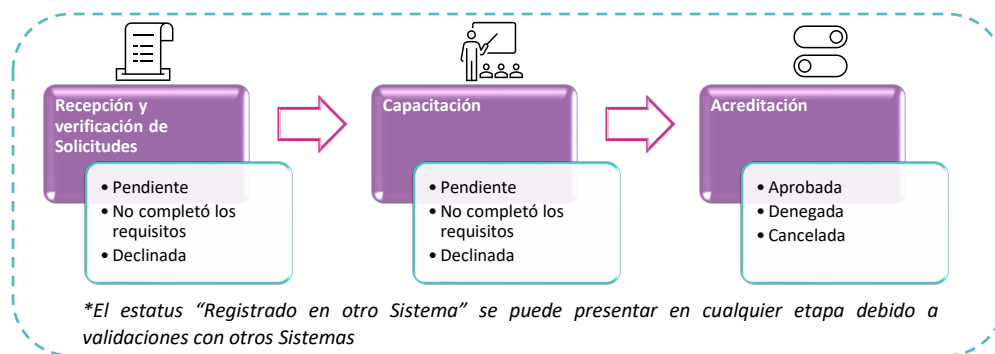 Recepción y
verificación de
Solicitudes
• Pendiente
• No completó los
requisitos
• Declinada
Capacitación
• Pendiente
• No completó los
requisitos
• Declinada
Acreditación
• Aprobada
• Denegada
• Cancelada
*El estatus “Registrado en otro Sistema” se puede presentar en cualquier etapa debido a
validaciones con otros Sistemas